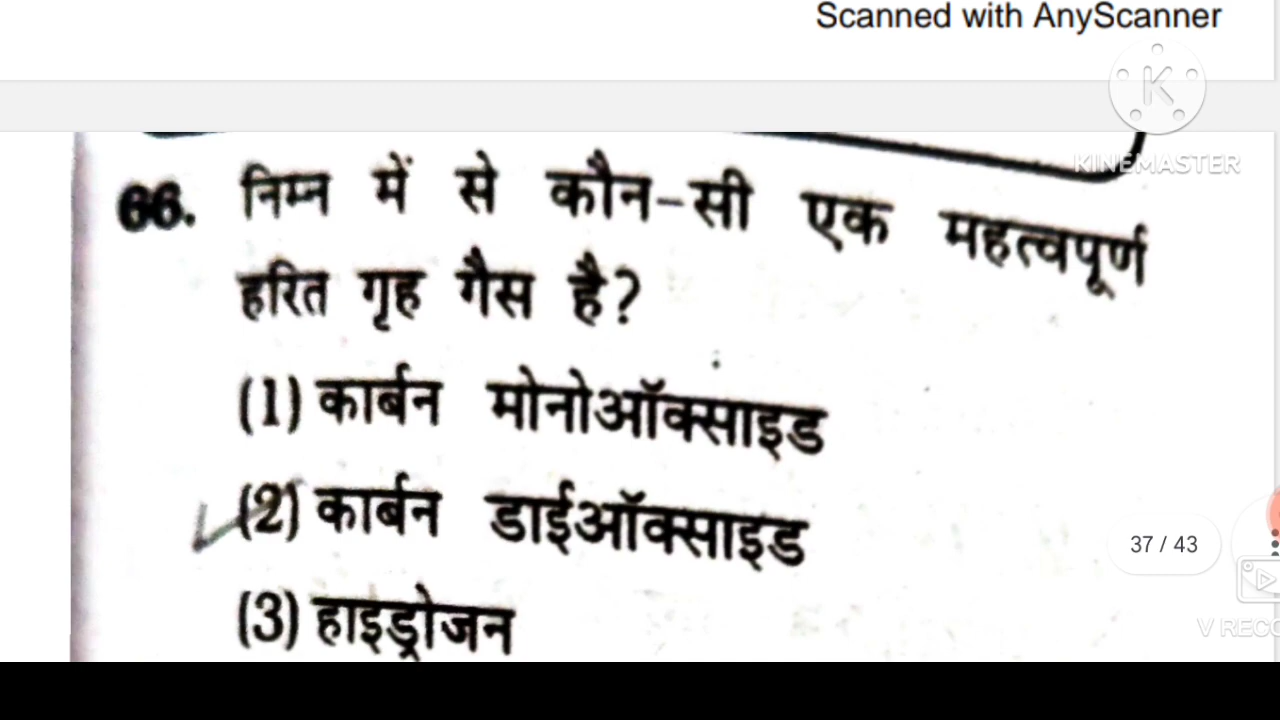 Scanned with AnyScanner
KINEMASTER
66. निम्न में से कौन-सी एक महत्वपूर्ण
हरित गृह गैस है?
(1) कार्बन मोनोऑक्साइड
(2) कार्बन डाईऑक्साइड
37 / 43
(3) हाइड्रोजन
V RECO